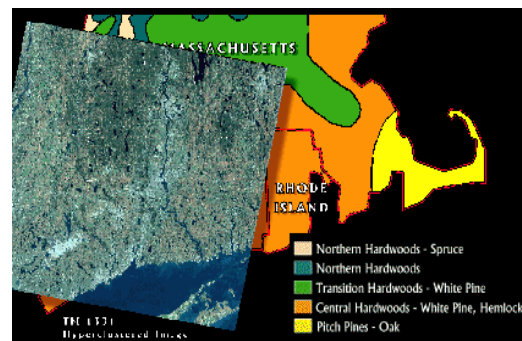 MASSACHUSETTS
RHODE
ISLAND
Northern Hardwoods - Spruce
Northern Hardwoods
Transition Hardwoods - White Pine
Central Hardwoods - White Pine, Hemlock
Pitch Pines - Oak
Hyperclustered Image